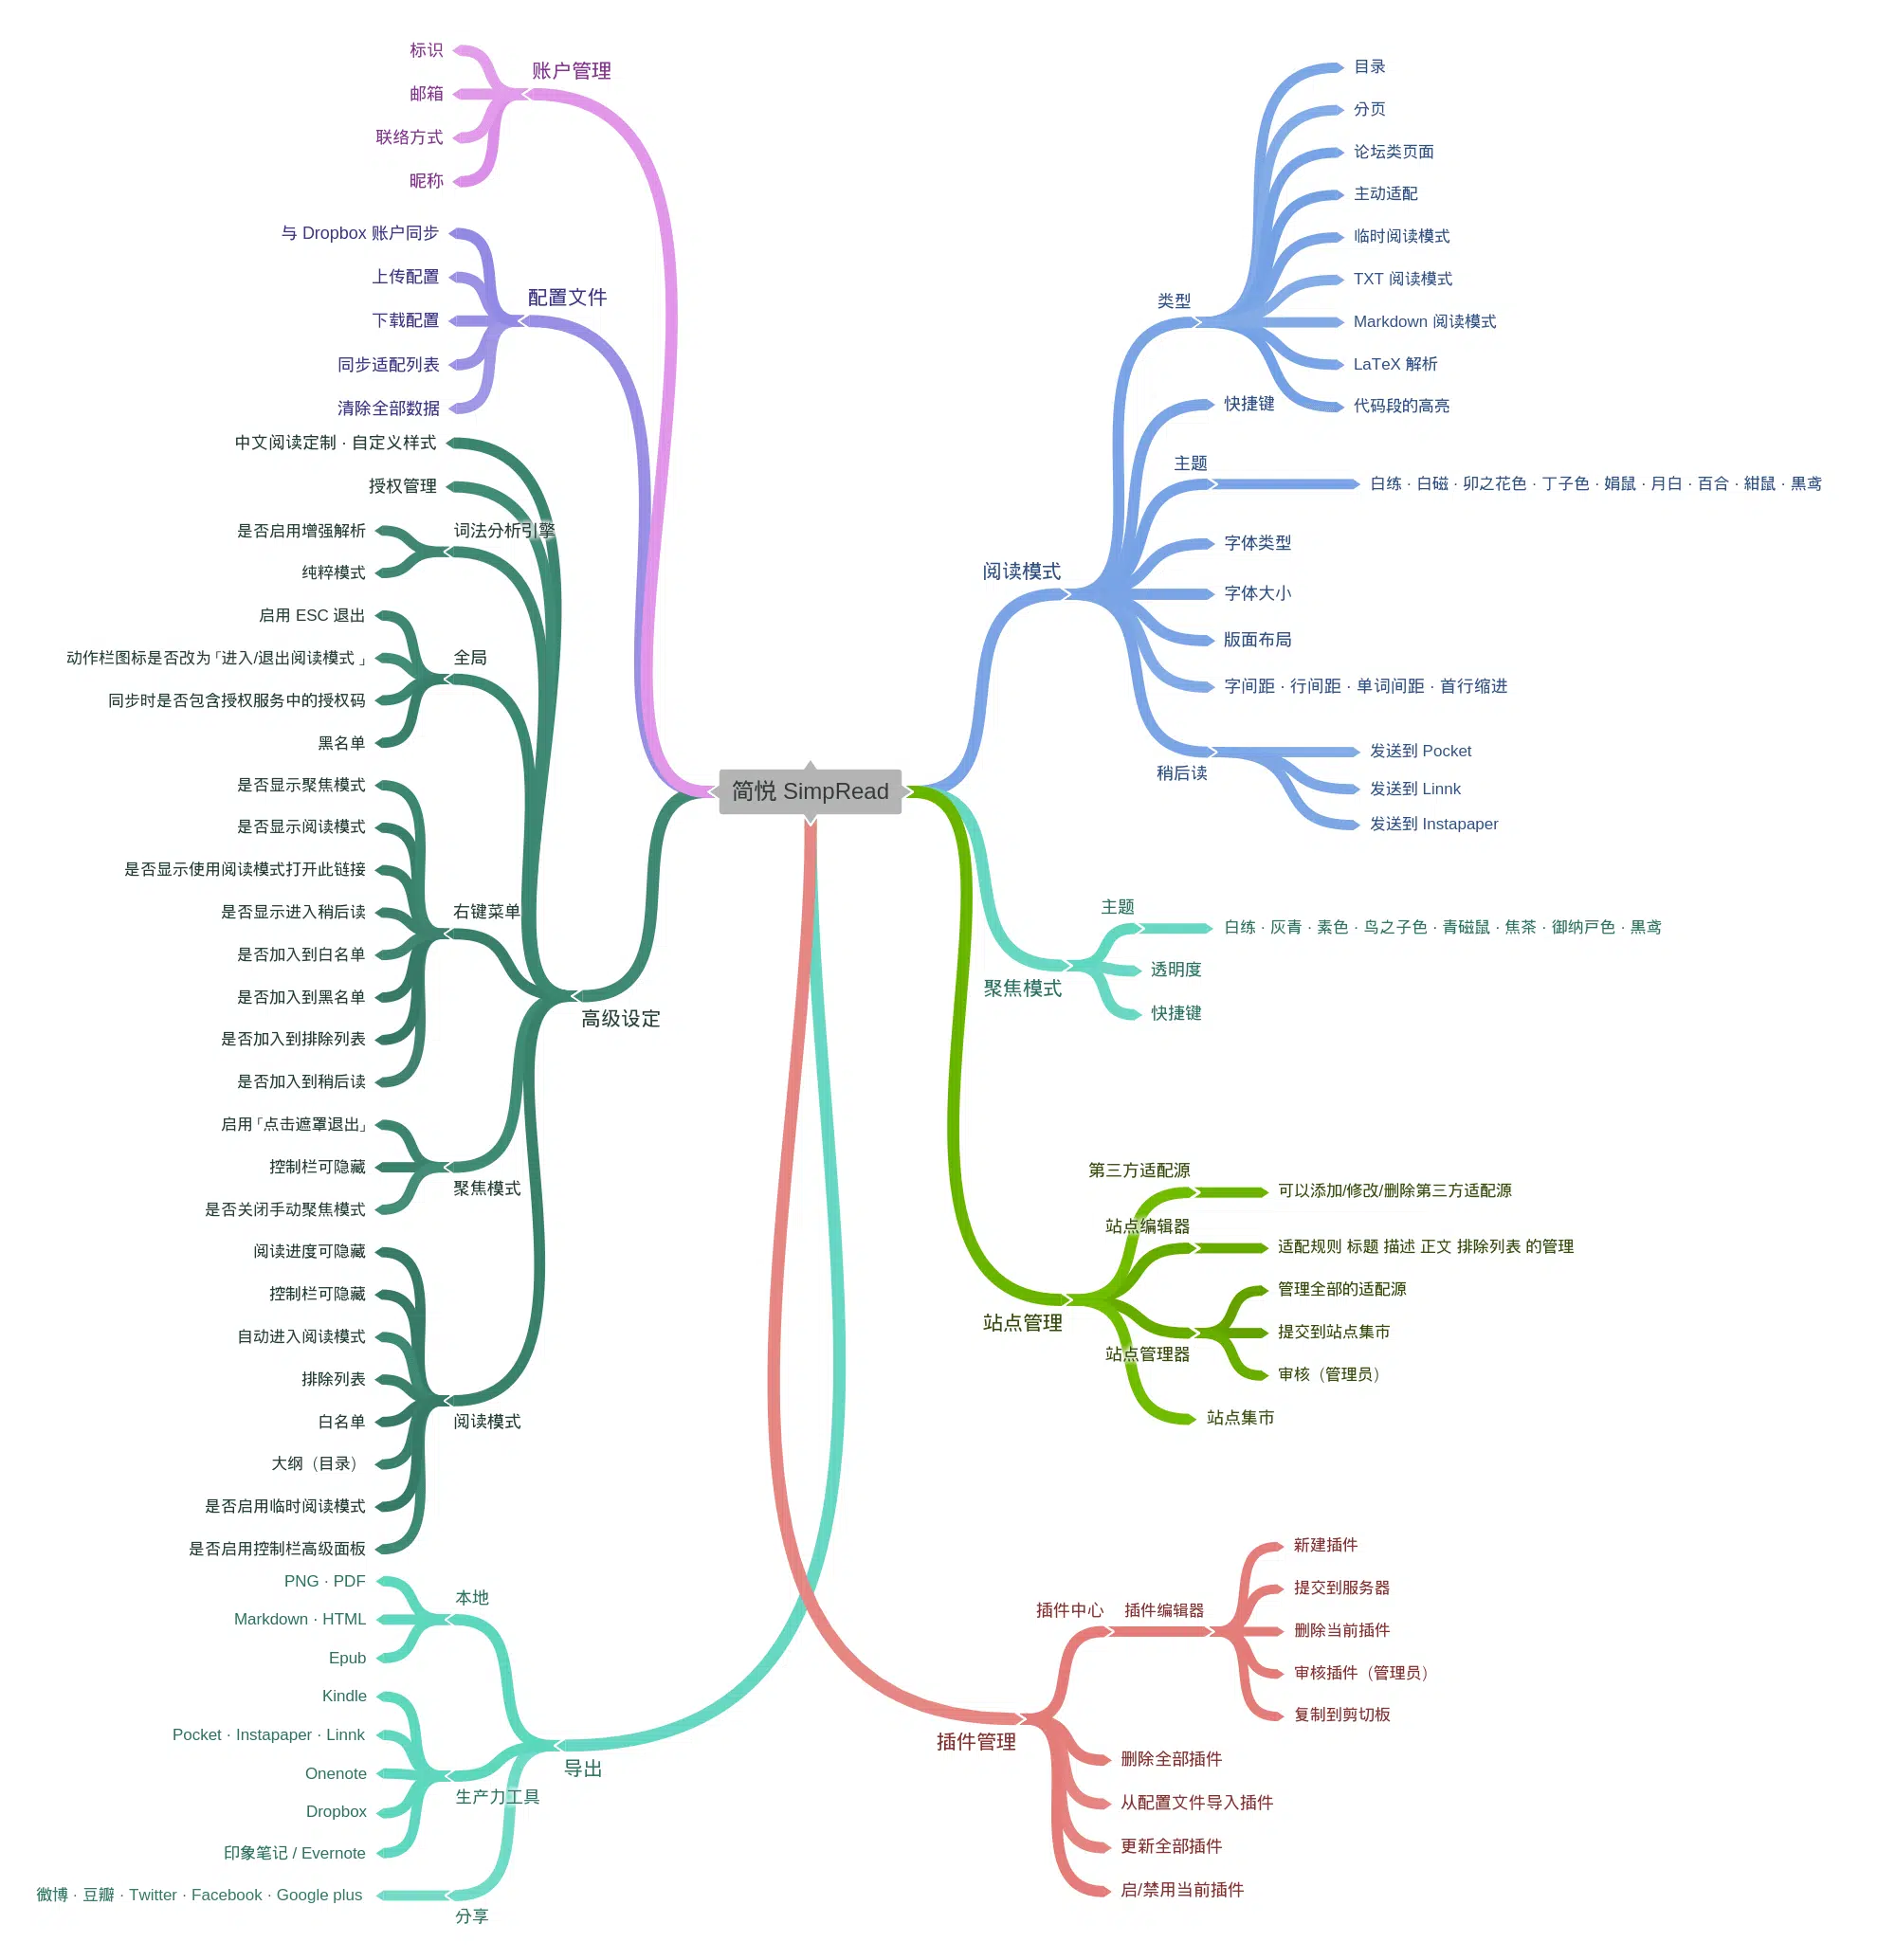 简悦 SimpRead
账户管理
标识
邮箱
联络方式
昵称
配置文件
与 Dropbox 账户同步
上传配置
下载配置
同步适配列表
清除全部数据
高级设定
中文阅读定制 · 自定义样式
授权管理
词法分析引擎
是否启用增强解析
纯粹模式
全局
启用 ESC 退出
动作栏图标是否改为「进入/退出阅读模式 」
同步时是否包含授权服务中的授权码
黑名单
右键菜单
是否显示聚焦模式
是否显示阅读模式
是否显示使用阅读模式打开此链接
是否显示进入稍后读
是否加入到白名单
是否加入到黑名单
是否加入到排除列表
是否加入到稍后读
聚焦模式
启用「点击遮罩退出」
控制栏可隐藏
是否关闭手动聚焦模式
阅读模式
阅读进度可隐藏
控制栏可隐藏
自动进入阅读模式
排除列表
白名单
大纲（目录）
是否启用临时阅读模式
是否启用控制栏高级面板
导出
本地
PNG · PDF
Markdown · HTML
Epub
生产力工具
Kindle
Pocket · Instapaper · Linnk
Onenote
Dropbox
印象笔记 / Evernote
分享
微博 · 豆瓣 · Twitter · Facebook · Google plus
阅读模式
类型
目录
分页
论坛类页面
主动适配
临时阅读模式
TXT 阅读模式
Markdown 阅读模式
LaTeX 解析
代码段的高亮
快捷键
主题
白练 · 白磁 · 卯之花色 · 丁子色 · 娟鼠 · 月白 · 百合 · 紺鼠 · 黒鸢
字体类型
字体大小
版面布局
字间距 · 行间距 · 单词间距 · 首行缩进
稍后读
发送到 Pocket
发送到 Linnk
发送到 Instapaper
聚焦模式
主题
白练 · 灰青 · 素色 · 鸟之子色 · 青磁鼠 · 焦茶 · 御纳戸色 · 黒鸢
透明度
快捷键
站点管理
第三方适配源
可以添加/修改/删除第三方适配源
站点编辑器
适配规则 标题 描述 正文 排除列表 的管理
站点管理器
管理全部的适配源
提交到站点集市
审核（管理员）
站点集市
插件管理
插件中心
插件编辑器
新建插件
提交到服务器
删除当前插件
审核插件（管理员）
复制到剪切板
删除全部插件
从配置文件导入插件
更新全部插件
启/禁用当前插件